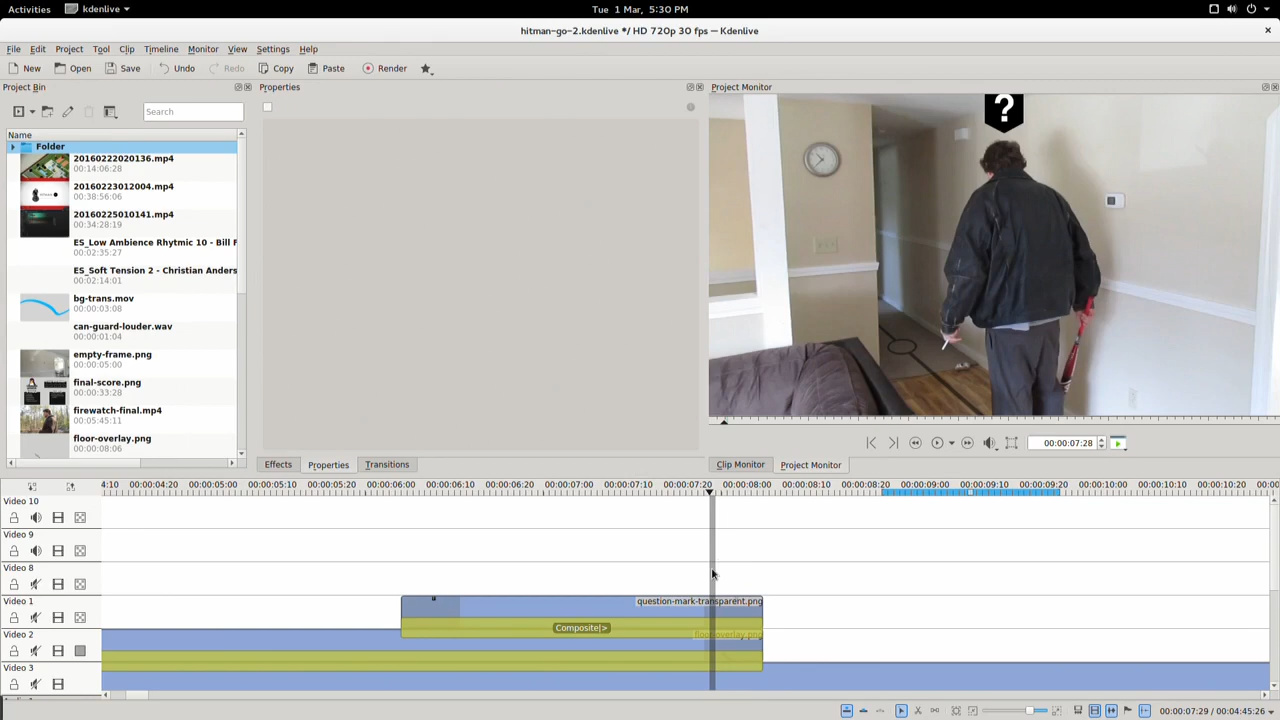 Activities kdenlive Tue 1 Mar, 5:30 PM
hitman-go-2.kdenlive */ HD 720p 30 fps — Kdenlive
File Edit Project Tool Clip Timeline Monitor View Settings Help
New Open Save Undo Redo Copy Paste Render
Project Bin Properties Project Monitor
Search
Name
Folder
20160222020136.mp4
00:14:06:28
20160223012004.mp4
00:38:56:06
20160225010141.mp4
00:34:28:19
ES_Low Ambience Rhytmic 10 - Bill F
00:02:35:27
ES_Soft Tension 2 - Christian Anders
00:02:14:01
bg-trans.mov
00:00:03:08
can-guard-louder.wav
00:00:01:04
empty-frame.png
00:00:05:00
final-score.png
00:00:33:28
firewatch-final.mp4
00:05:45:11
floor-overlay.png
00:00:08:06
?
00:00:07:28
Effects Properties Transitions Clip Monitor Project Monitor
4:10 00:00:04:20 00:00:05:00 00:00:05:10 00:00:05:20 00:00:06:00 00:00:06:10 00:00:06:20 00:00:07:00 00:00:07:10 00:00:07:20 00:00:08:00 00:00:08:10 00:00:08:20 00:00:09:00 00:00:09:10 00:00:09:20 00:00:10:00 00:00:10:10 00:00:10:20 00:00
Video 10
Video 9
Video 8
Video 1 question-mark-transparent.png
Composite|>
Video 2 floor-overlay.png
Video 3
00:00:07:29 / 00:04:45:26